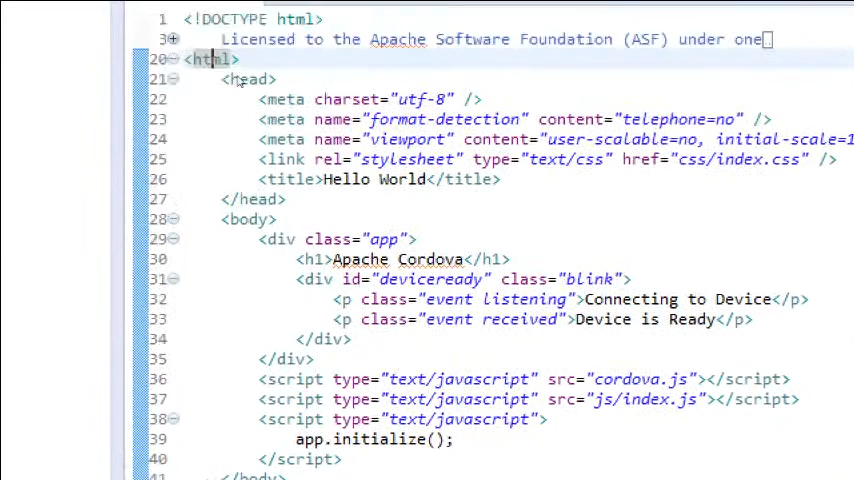 1 <!DOCTYPE html>
3 Licensed to the Apache Software Foundation (ASF) under one..
20 <html>
21 <head>
22 <meta charset="utf-8" />
23 <meta name="format-detection" content="telephone=no" />
24 <meta name="viewport" content="user-scalable=no, initial-scale=1
25 <link rel="stylesheet" type="text/css" href="css/index.css" />
26 <title>Hello World</title>
27 </head>
28 <body>
29 <div class="app">
30 <h1>Apache Cordova</h1>
31 <div id="deviceready" class="blink">
32 <p class="event listening">Connecting to Device</p>
33 <p class="event received">Device is Ready</p>
34 </div>
35 </div>
36 <script type="text/javascript" src="cordova.js"></script>
37 <script type="text/javascript" src="js/index.js"></script>
38 <script type="text/javascript">
39 app.initialize();
40 </script>
41 </body>